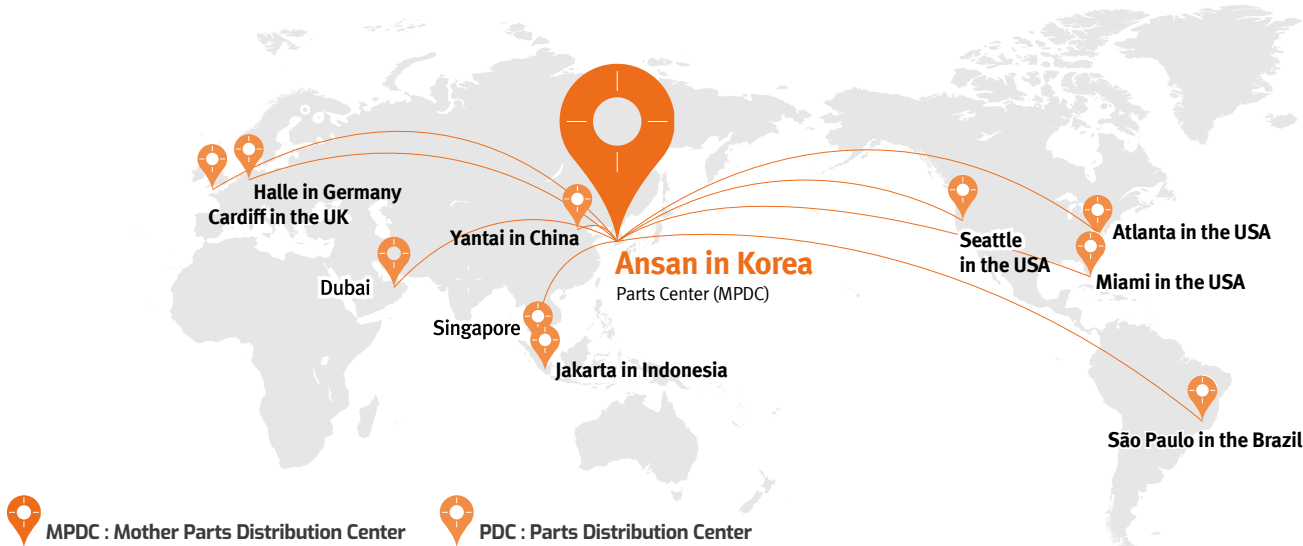 Halle in Germany
Cardiff in the UK
Yantai in China
Dubai
Singapore
Jakarta in Indonesia
Ansan in Korea
Parts Center (MPDC)
Seattle
in the USA
Atlanta in the USA
Miami in the USA
São Paulo in the Brazil
MPDC : Mother Parts Distribution Center
PDC : Parts Distribution Center